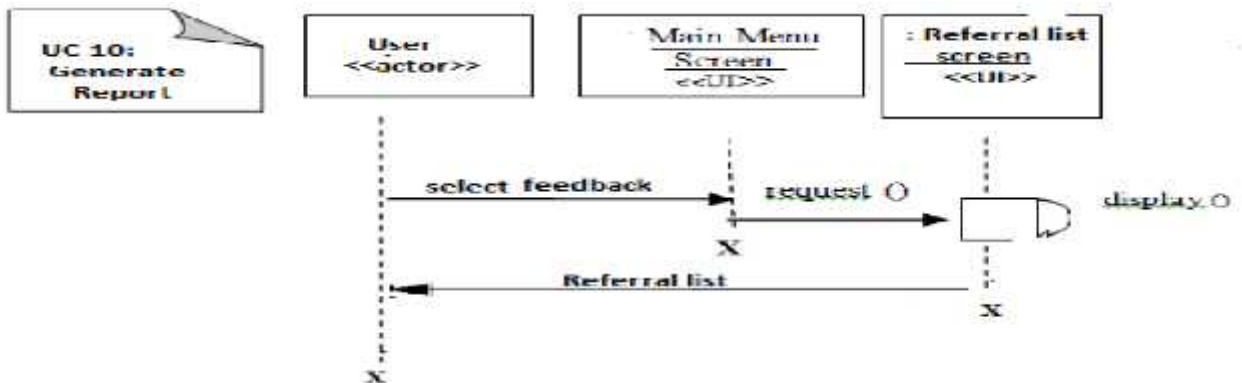 UC 10:
Generate
Report
User
<<actor>>
Main Menu
Screen
<<UI>>
: Referral list
screen
<<UI>>
select feedback
request ()
display ()
X
Referral list
X
X